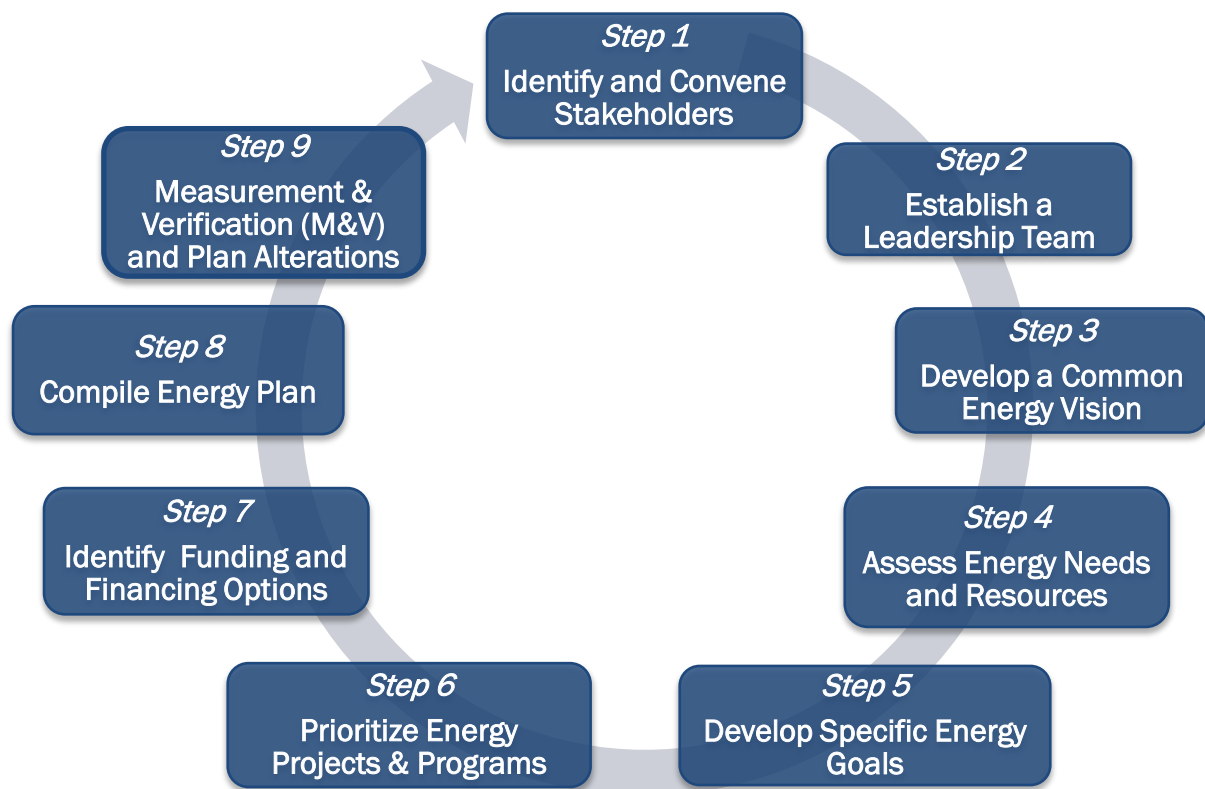 Step 1
Identify and Convene
Stakeholders
Step 2
Establish a
Leadership Team
Step 3
Develop a Common
Energy Vision
Step 4
Assess Energy Needs
and Resources
Step 5
Develop Specific Energy
Goals
Step 6
Prioritize Energy
Projects & Programs
Step 7
Identify  Funding and
Financing Options
Step 8
Compile Energy Plan
Step 9
Measurement &
Verification (M&V)
and Plan Alterations